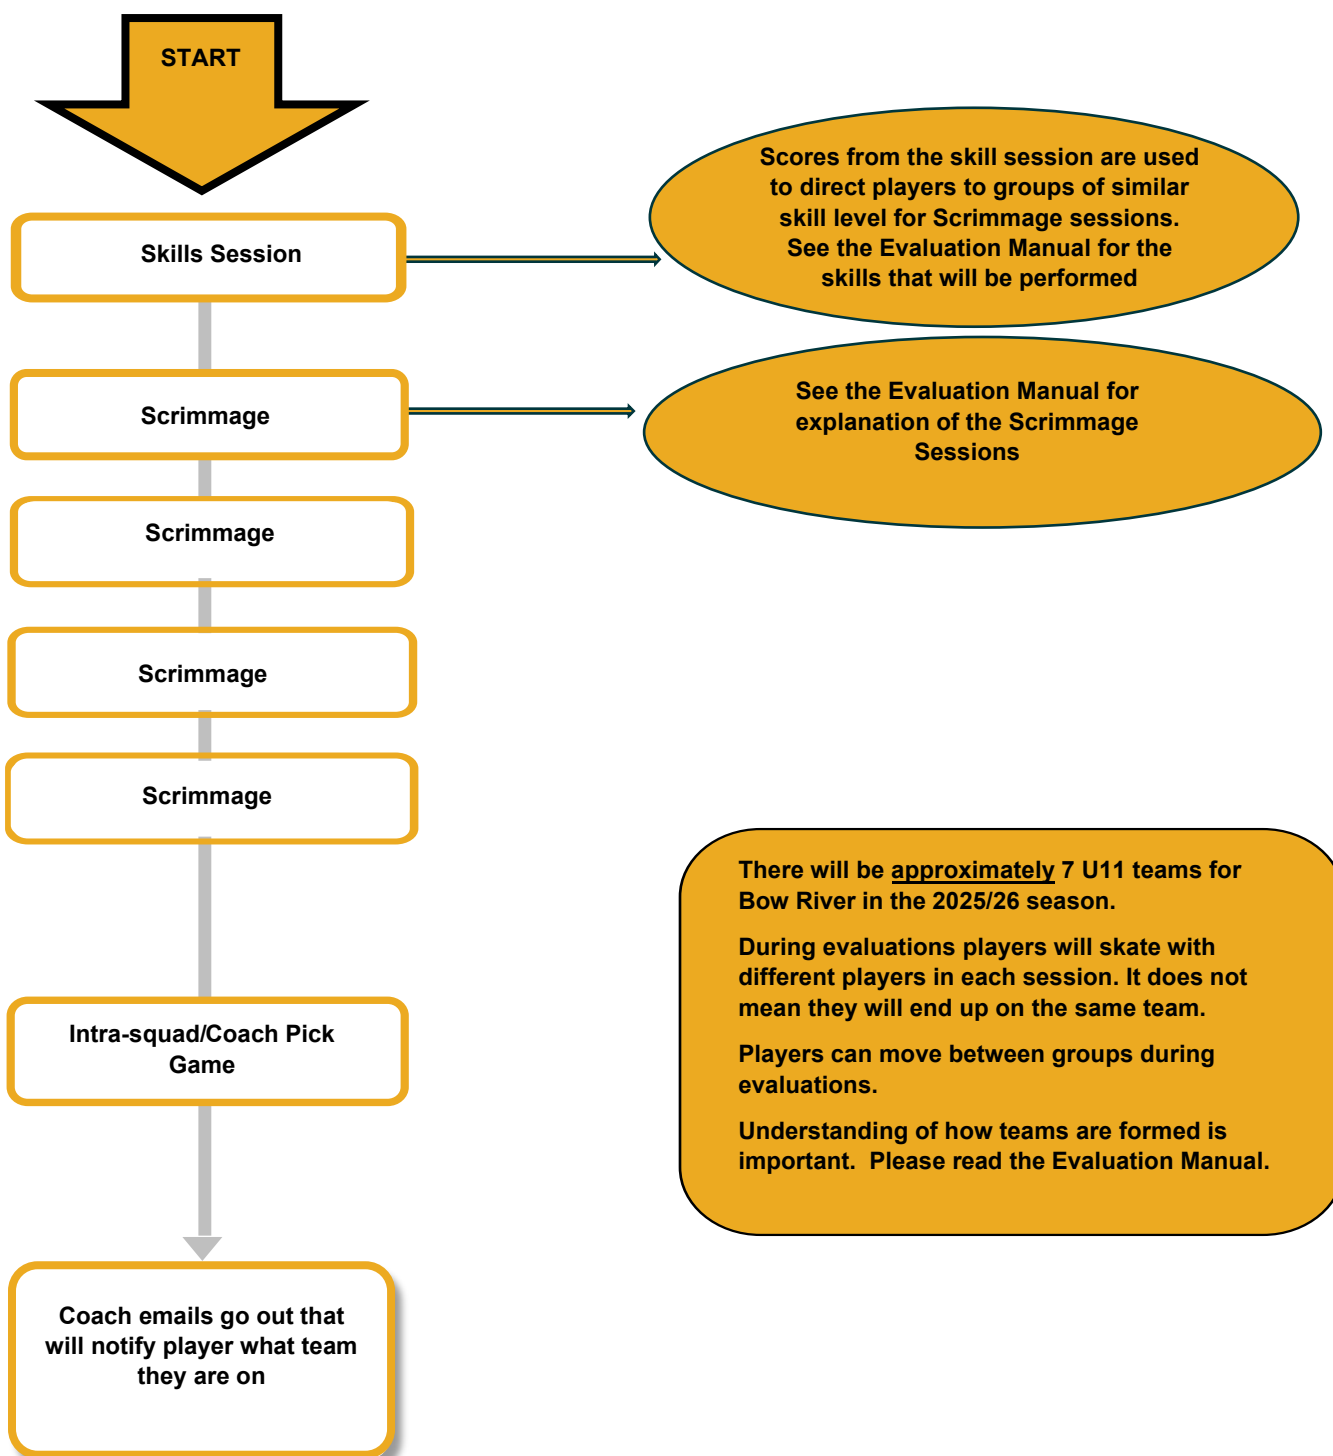 START
Skills Session
Scores from the skill session are used
to direct players to groups of similar
skill level for Scrimmage sessions.
See the Evaluation Manual for the
skills that will be performed
Scrimmage
See the Evaluation Manual for
explanation of the Scrimmage
Sessions
Scrimmage
Scrimmage
Scrimmage
Intra-squad/Coach Pick
Game
Coach emails go out that
will notify player what team
they are on
There will be approximately 7 U11 teams for
Bow River in the 2025/26 season.
During evaluations players will skate with
different players in each session. It does not
mean they will end up on the same team.
Players can move between groups during
evaluations.
Understanding of how teams are formed is
important.  Please read the Evaluation Manual.